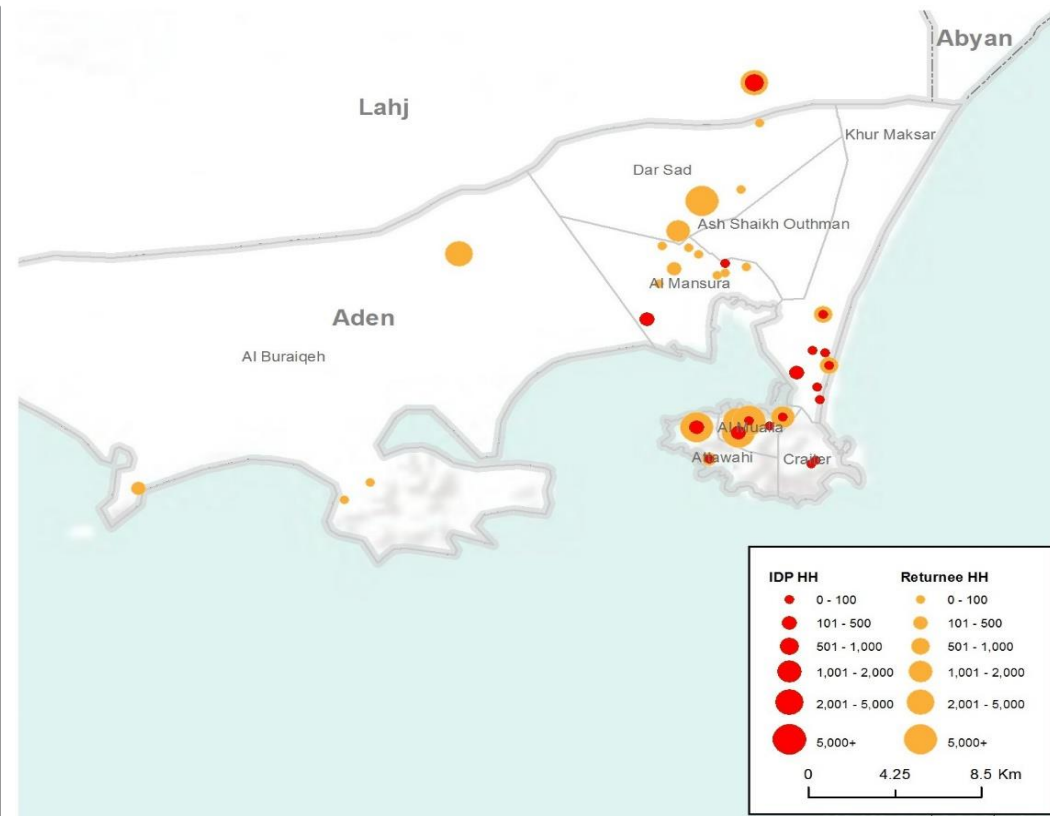 Abyan
Lahj
Khur Maksar
Dar Sad
Ash Shaikh Outhman
Al Mansura
Aden
Al Buraiqeh
Al Mualla
Attawahi
Crater
IDP HH Returnee HH
0 - 100 0 - 100
101 - 500 101 - 500
501 - 1,000 501 - 1,000
1,001 - 2,000 1,001 - 2,000
2,001 - 5,000 2,001 - 5,000
5,000+ 5,000+
0 4.25 8.5 Km